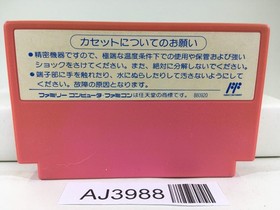 カセットについてのお願い
●精密機器ですので、極端な温度条件下での使用や保管および強い
ショックをさけてください。また、絶対に分解しないでください。
●端子部に手を触れたり、水にぬらしたりして汚さないようにして
ください。故障の原因となります。
ファミリーコンピュータ・ファミコンは任天堂の商標です。
AJ3988